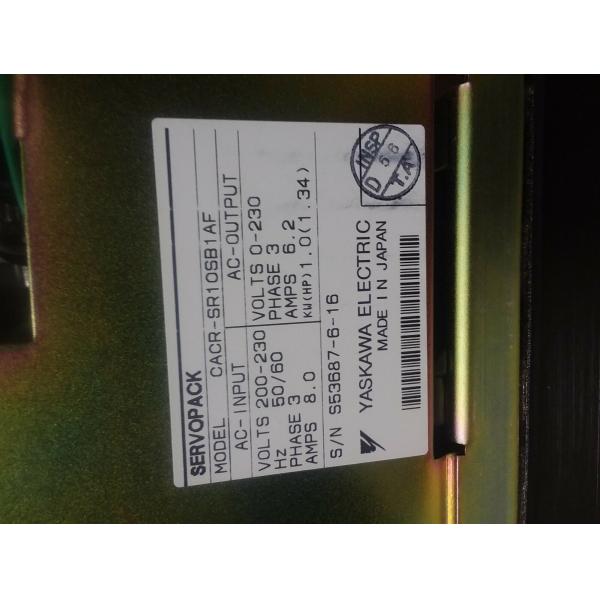 SERVOPACK
MODEL CACR-SR10SB1AF
AC-INPUT AC-OUTPUT
VOLTS 200-230 VOLTS 0-230
Hz 50/60 PHASE 3
PHASE 3 AMPS 6.2
AMPS 8.0 KW(HP) 1.0(1.34)
S/N S53687-6-16
YASKAWA ELECTRIC
MADE IN JAPAN
INSP
D 56
T.A